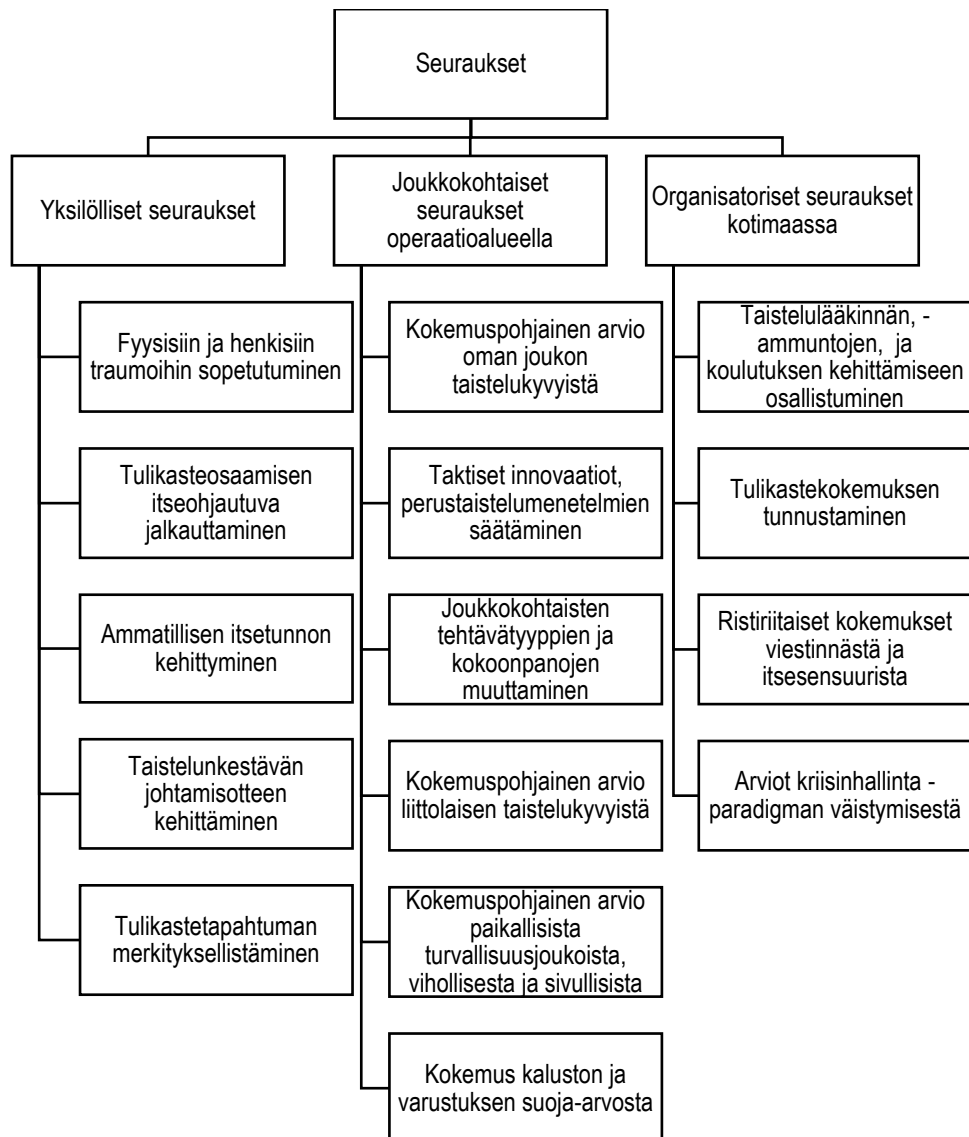 Seuraukset
Yksilölliset seuraukset
Fyysisiin ja henkisiin
traumoihin sopetutuminen
Tulikasteosaamisen
itseohjautuva
jalkauttaminen
Ammatillisen itsetunnon
kehittyminen
Taistelunkestävän
johtamisotteen
kehittäminen
Tulikastetapahtuman
merkityksellistäminen
Joukkokohtaiset
seuraukset
operaatioalueella
Kokemuspohjainen arvio
oman joukon
taistelukyvyistä
Taktiset innovaatiot,
perustaistelumenetelmien
säätäminen
Joukkokohtaisten
tehtävätyyppien ja
kokoonpanojen
muuttaminen
Kokemuspohjainen arvio
liittolaisen taistelukyvyistä
Kokemuspohjainen arvio
paikallisista
turvallisuusjoukoista,
vihollisesta ja sivullisista
Kokemus kaluston ja
varustuksen suoja-arvosta
Organisatoriset seuraukset
kotimaassa
Taistelulääkinnän, -
ammuntojen, ja
koulutuksen kehittämiseen
osallistuminen
Tulikastekokemuksen
tunnustaminen
Ristiriitaiset kokemukset
viestinnästä ja
itsesensuurista
Arviot kriisinhallinta -
paradigman väistymisestä